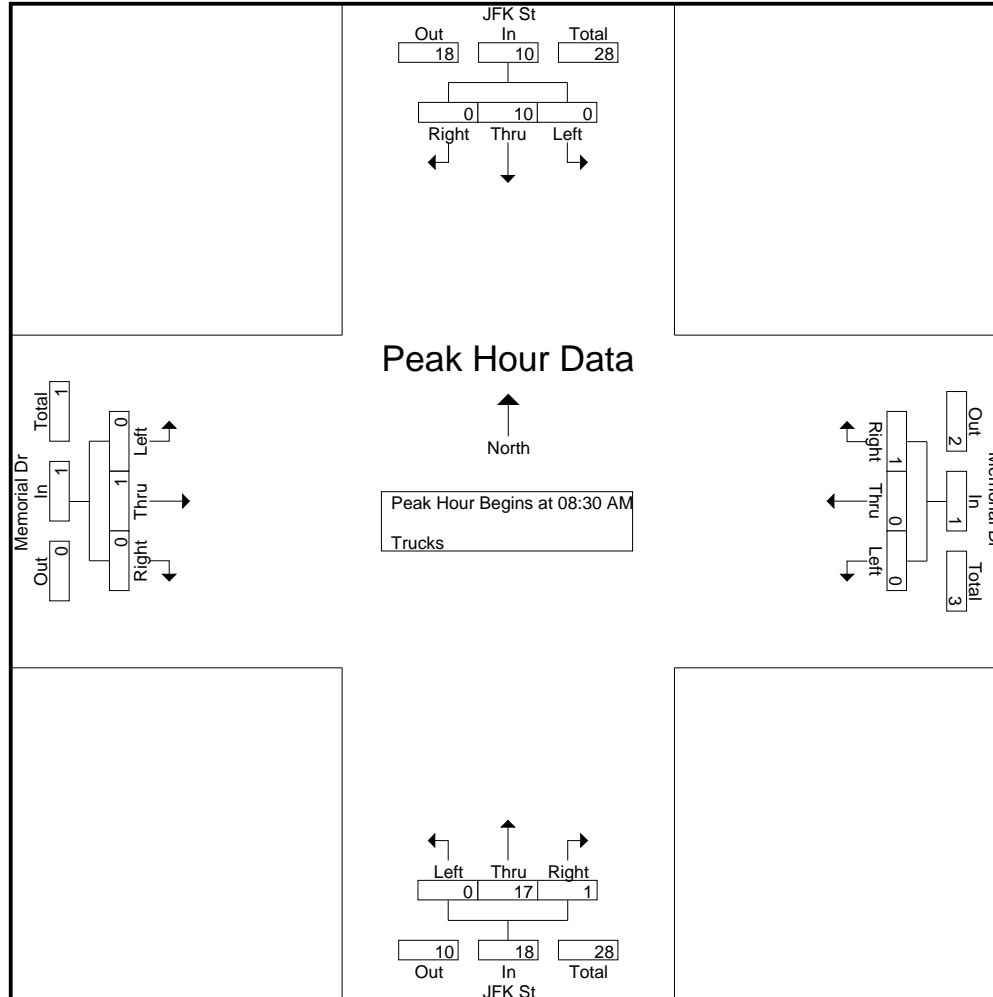 JFK St
Out In Total
18 10 28
0 10 0
Right Thru Left
Peak Hour Data
North
Peak Hour Begins at 08:30 AM
Trucks
Memorial Dr
Out In Total
0 1 1
Right Thru Left
0 1 0
Memorial Dr
Out In Total
2 1 3
Right Thru Left
1 0 0
Left Thru Right
0 17 1
10 18 28
Out In Total
JFK St